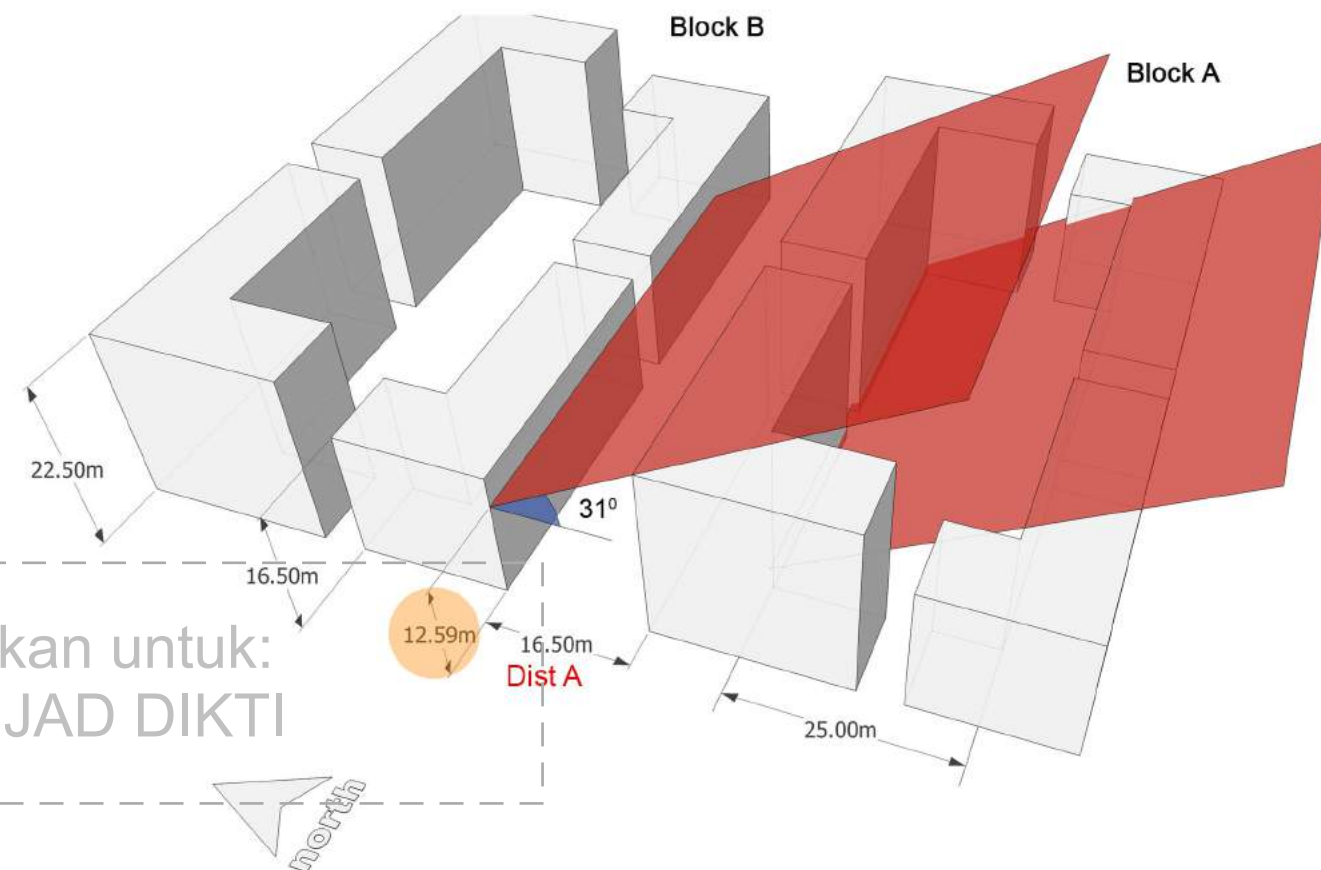 Block B
Block A
22.50m
31⁰
16.50m
12.59m
16.50m
Dist A
kan untuk:
JAD DIKTI
25.00m
north